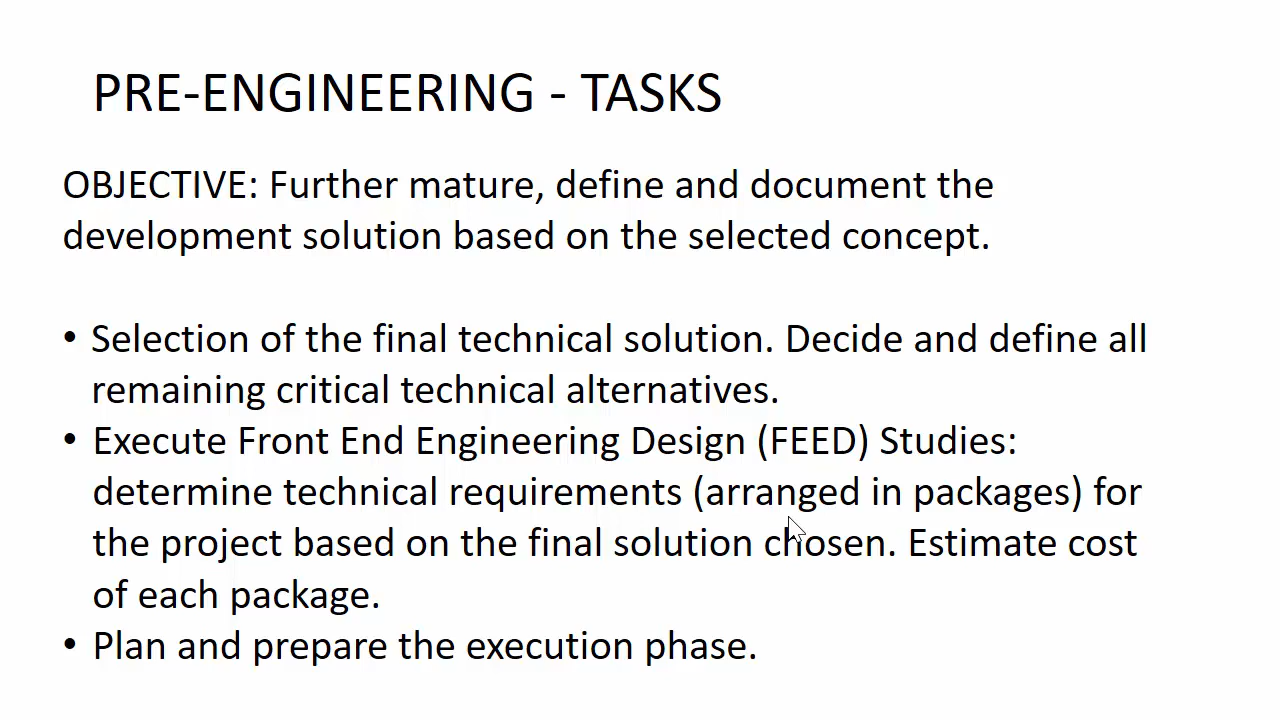 PRE-ENGINEERING - TASKS
OBJECTIVE: Further mature, define and document the
development solution based on the selected concept.
• Selection of the final technical solution. Decide and define all
remaining critical technical alternatives.
• Execute Front End Engineering Design (FEED) Studies:
determine technical requirements (arranged in packages) for
the project based on the final solution chosen. Estimate cost
of each package.
• Plan and prepare the execution phase.